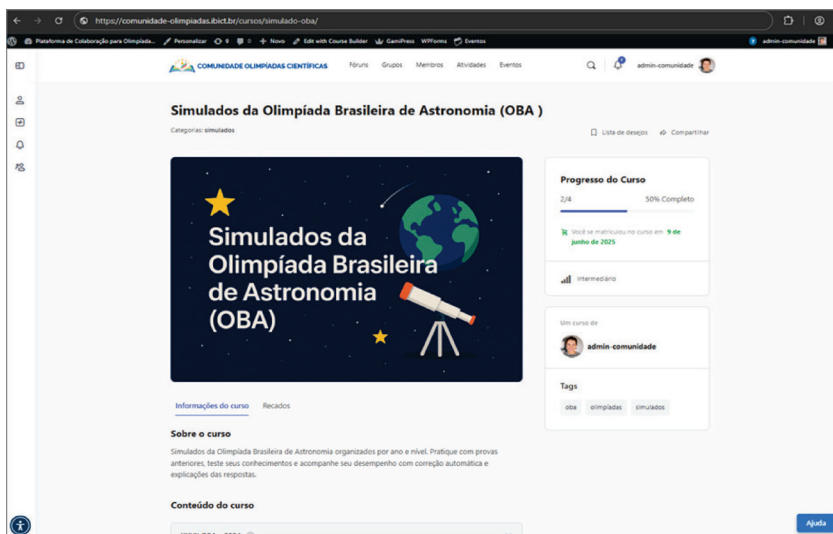 https://comunidade-olimpiadas.ibict.br/cursos/simulado-oba/
Plataforma de Colaboração para Olimpíada... Personalizar 9 0 Novo Edit with Course Builder GamiPress WPForms Eventos admin-comunidade
COMUNIDADE OLIMPÍADAS CIENTÍFICAS Fóruns Grupos Membros Atividades Eventos admin-comunidade
Simulados da Olimpíada Brasileira de Astronomia (OBA )
Categorias: simulados
Lista de desejos Compartilhar
Simulados da
Olimpíada Brasileira
de Astronomia
(OBA)
Progresso do Curso
2/4 50% Completo
Você se matriculou no curso em 9 de
junho de 2025
Intermediário
Um curso de
admin-comunidade
Tags
oba olimpíadas simulados
Informações do curso Recados
Sobre o curso
Simulados da Olimpíada Brasileira de Astronomia organizados por ano e nível. Pratique com provas
anteriores, teste seus conhecimentos e acompanhe seu desempenho com correção automática e
explicações das respostas.
Conteúdo do curso
Ajuda